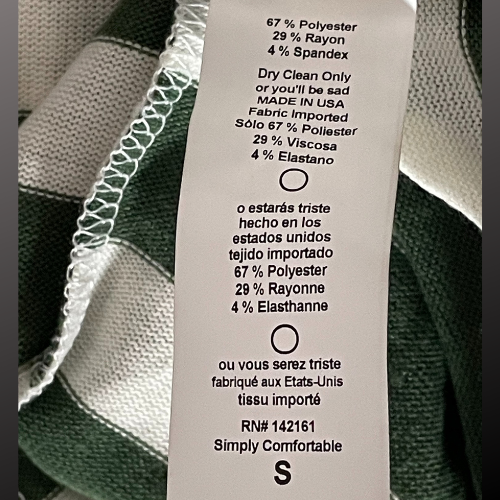 67 % Polyester
29 % Rayon
4 % Spandex
Dry Clean Only
or you'll be sad
MADE IN USA
Fabric Imported
Sólo 67 % Poliester
29 % Viscosa
4 % Elastano
o estarás triste
hecho en los
estados unidos
tejido importado
67 % Polyester
29 % Rayonne
4 % Elasthanne
ou vous serez triste
fabriqué aux Etats-Unis
tissu importé
RN# 142161
Simply Comfortable
S